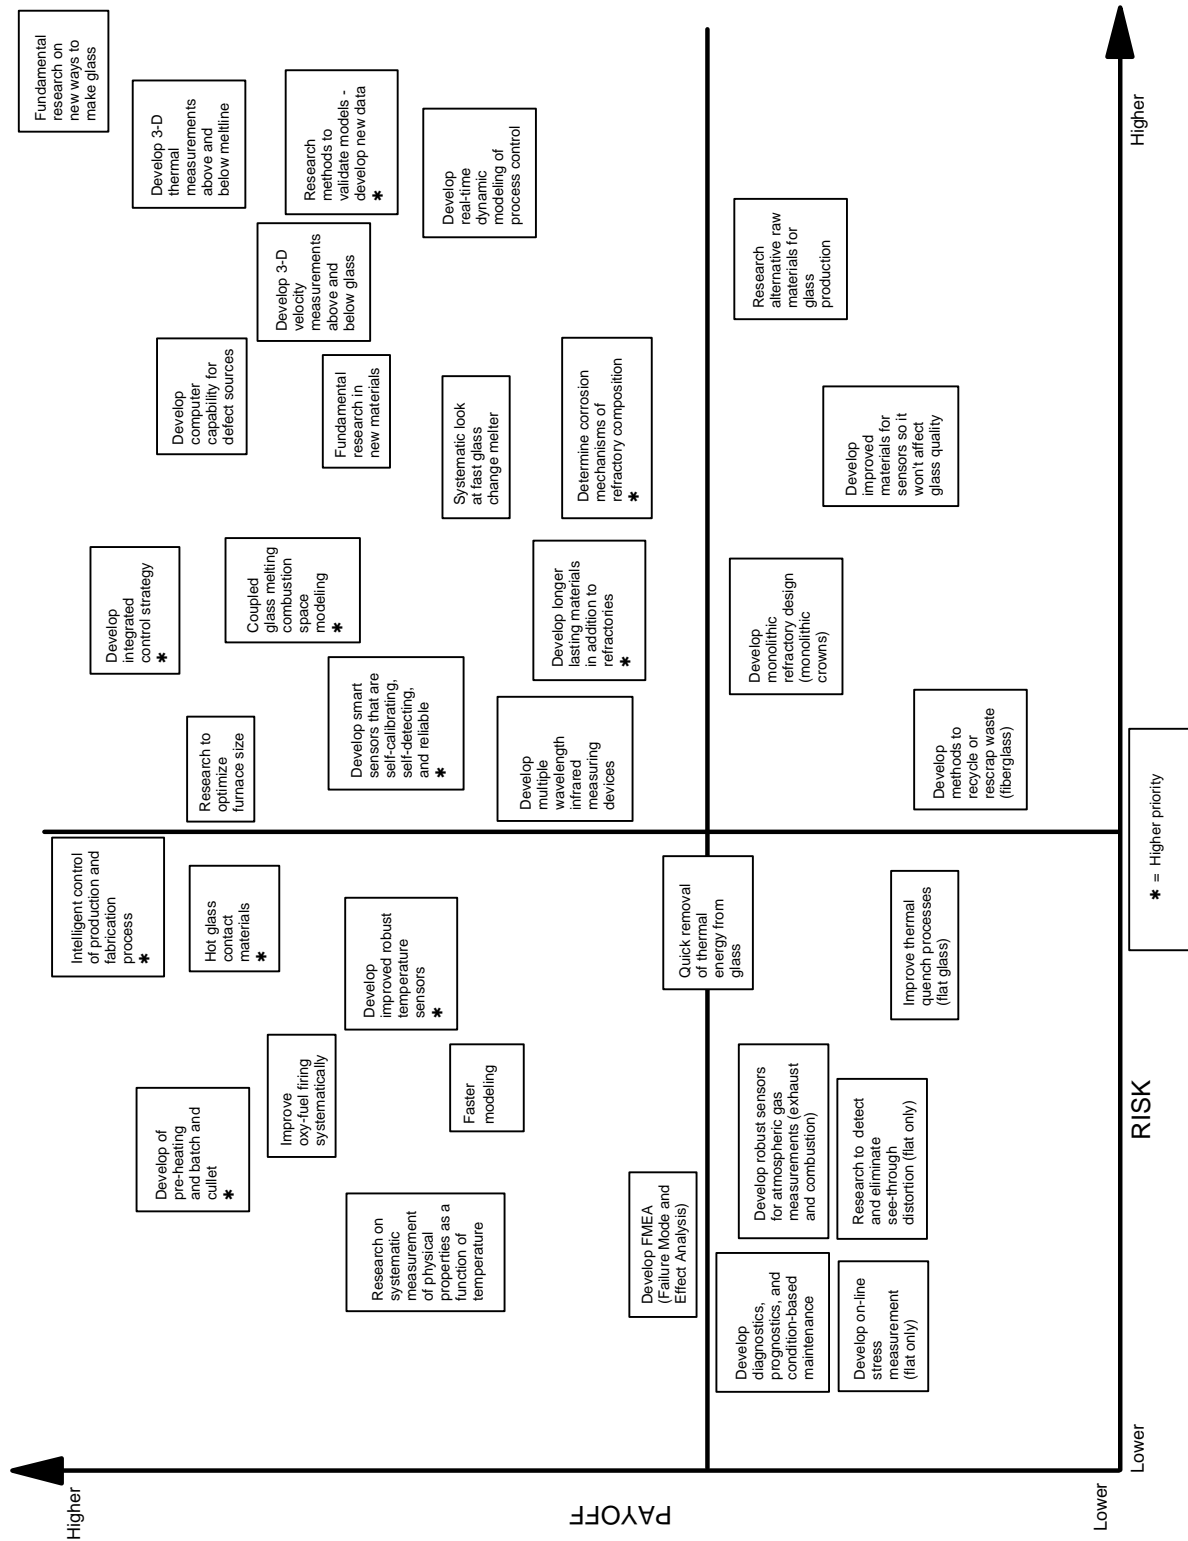 Higher
PAYOFF
Lower
Lower
RISK
Higher
Develop of
pre-heating
and batch and
cullet
*
Intelligent control
of production and
fabrication
process
*
Hot glass
contact
materials
*
Improve
oxy-fuel firing
systematically
Develop
improved robust
temperature
sensors
*
Research on
systematic
measurement
of physical
properties as a
function of
temperature
Faster
modeling
Develop FMEA
(Failure Mode and
Effect Analysis)
Quick removal
of thermal
energy from
glass
Develop
diagnostics,
prognostics, and
condition-based
maintenance
Develop robust sensors
for atmospheric gas
measurements (exhaust
and combustion)
Develop on-line
stress
measurement
(flat only)
Research to detect
and eliminate
see-through
distortion (flat only)
Improve thermal
quench processes
(flat glass)
Fundamental
research on
new ways to
make glass
Develop
integrated
control strategy
*
Develop 3-D
thermal
measurements
above and
below meltline
Develop
computer
capability for
defect sources
Research to
optimize
furnace size
Coupled
glass melting
combustion
space
modeling
*
Develop 3-D
velocity
measurements
above and
below glass
Research
methods to
validate models -
develop new data
*
Fundamental
research in
new materials
Develop smart
sensors that are
self-calibrating,
self-detecting,
and reliable
*
Develop
real-time
dynamic
modeling of
process control
Systematic look
at fast glass
change melter
Develop
multiple
wavelength
infrared
measuring
devices
Develop longer
lasting materials
in addition to
refractories
*
Determine corrosion
mechanisms of
refractory composition
*
Develop
monolithic
refractory design
(monolithic
crowns)
Research
alternative raw
materials for
glass
production
Develop
improved
materials for
sensors so it
won't affect
glass quality
Develop
methods to
recycle or
rescrap waste
(fiberglass)
* = Higher priority